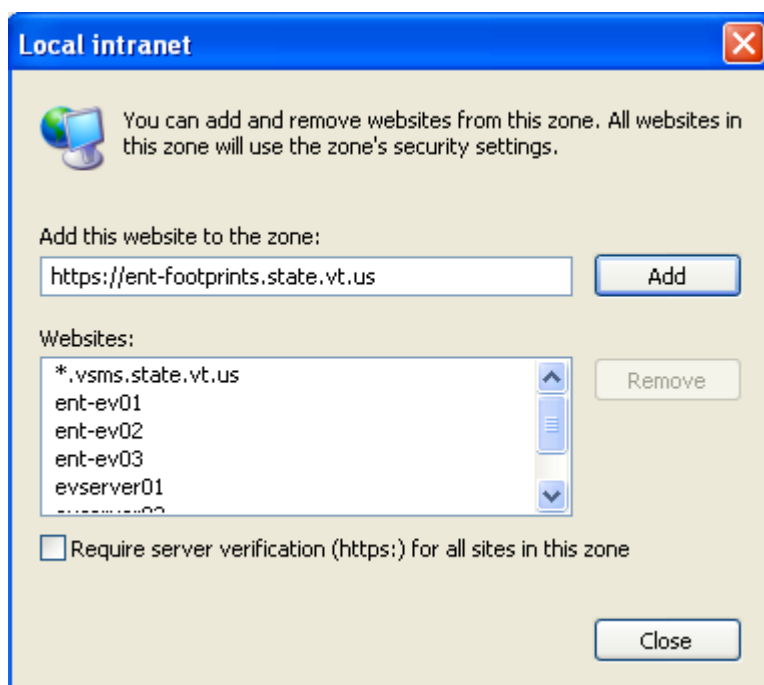 Local intranet
You can add and remove websites from this zone. All websites in
this zone will use the zone's security settings.
Add this website to the zone:
https://ent-footprints.state.vt.us
Add
Websites:
*.vsms.state.vt.us
ent-ev01
ent-ev02
ent-ev03
evserver01
Remove
Require server verification (https:) for all sites in this zone
Close